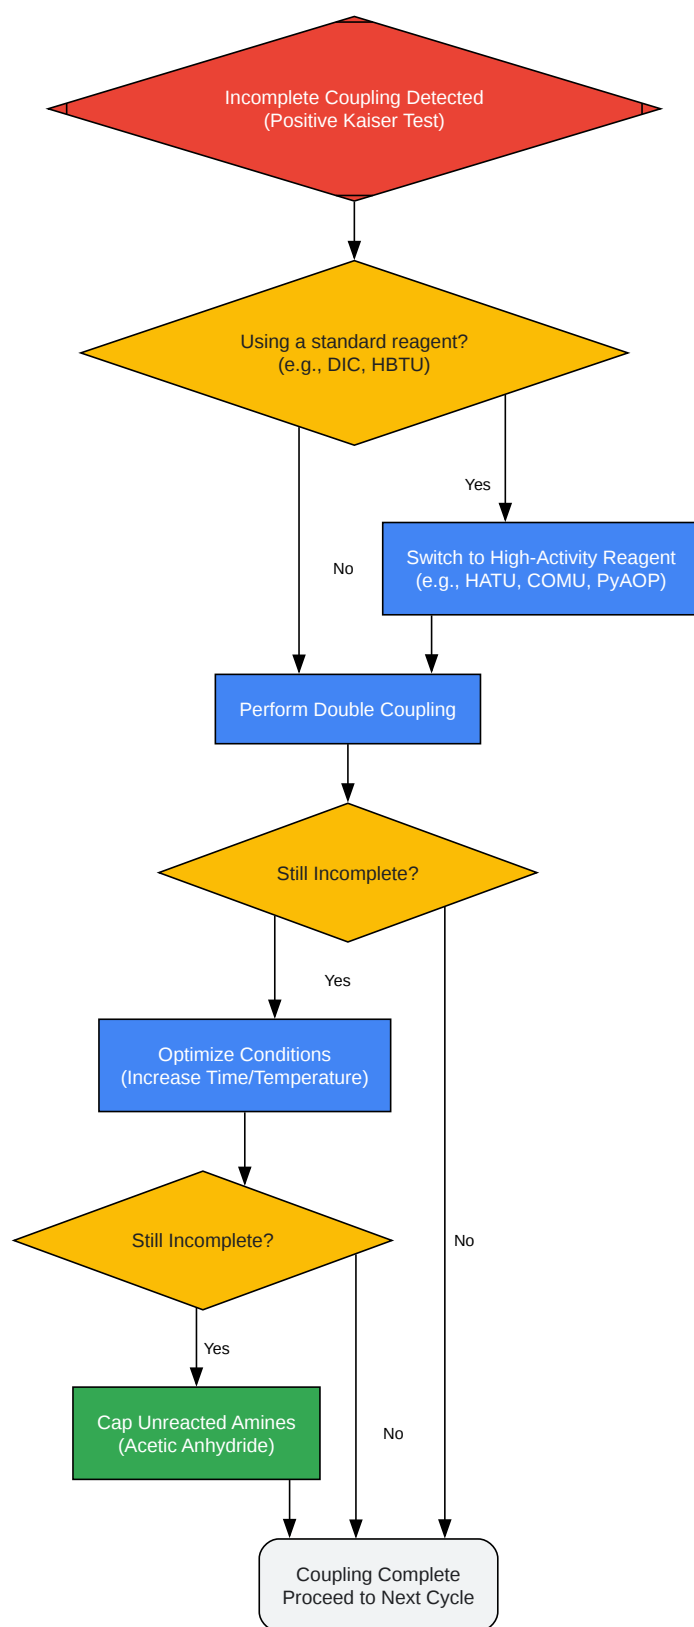 Incomplete Coupling Detected
(Positive Kaiser Test)
Using a standard reagent?
(e.g., DIC, HBTU)
Yes
Switch to High-Activity Reagent
(e.g., HATU, COMU, PyAOP)
No
Perform Double Coupling
Still Incomplete?
Yes
Optimize Conditions
(Increase Time/Temperature)
Still Incomplete?
No
Yes
Cap Unreacted Amines
(Acetic Anhydride)
No
Coupling Complete
Proceed to Next Cycle